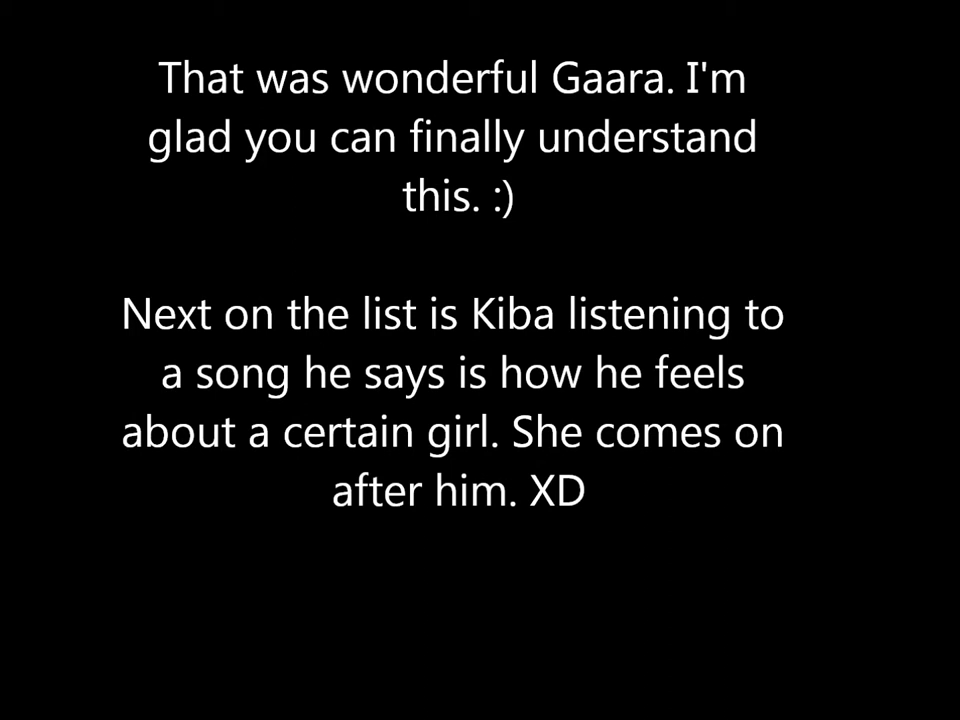 That was wonderful Gaara. I'm
glad you can finally understand
this. :)
Next on the list is Kiba listening to
a song he says is how he feels
about a certain girl. She comes on
after him. XD